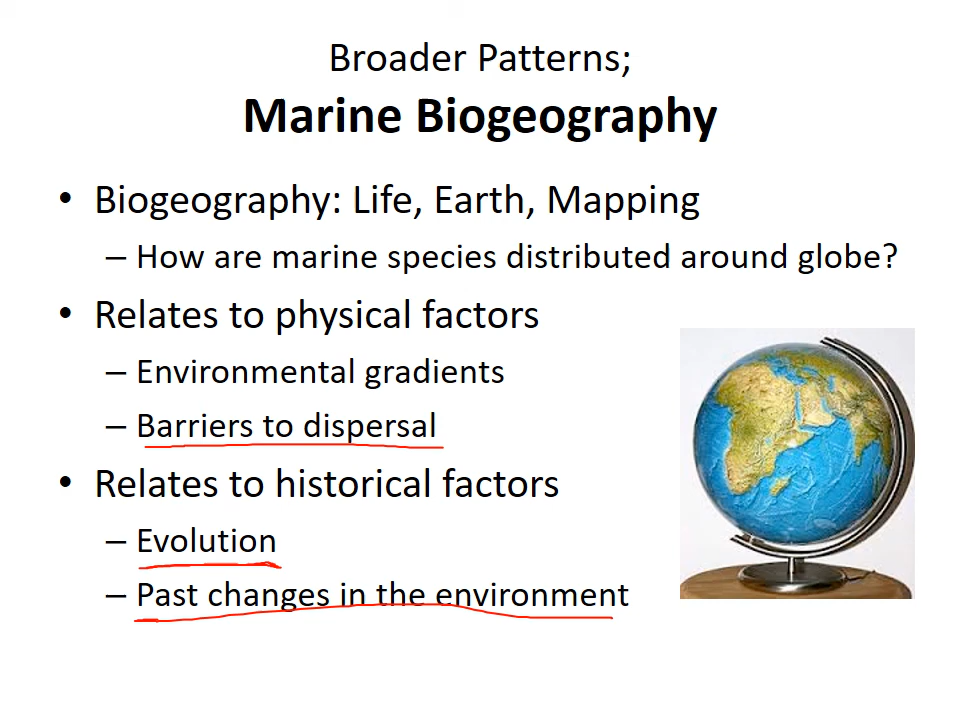 Broader Patterns;
Marine Biogeography
• Biogeography: Life, Earth, Mapping
– How are marine species distributed around globe?
• Relates to physical factors
– Environmental gradients
– Barriers to dispersal
• Relates to historical factors
– Evolution
– Past changes in the environment